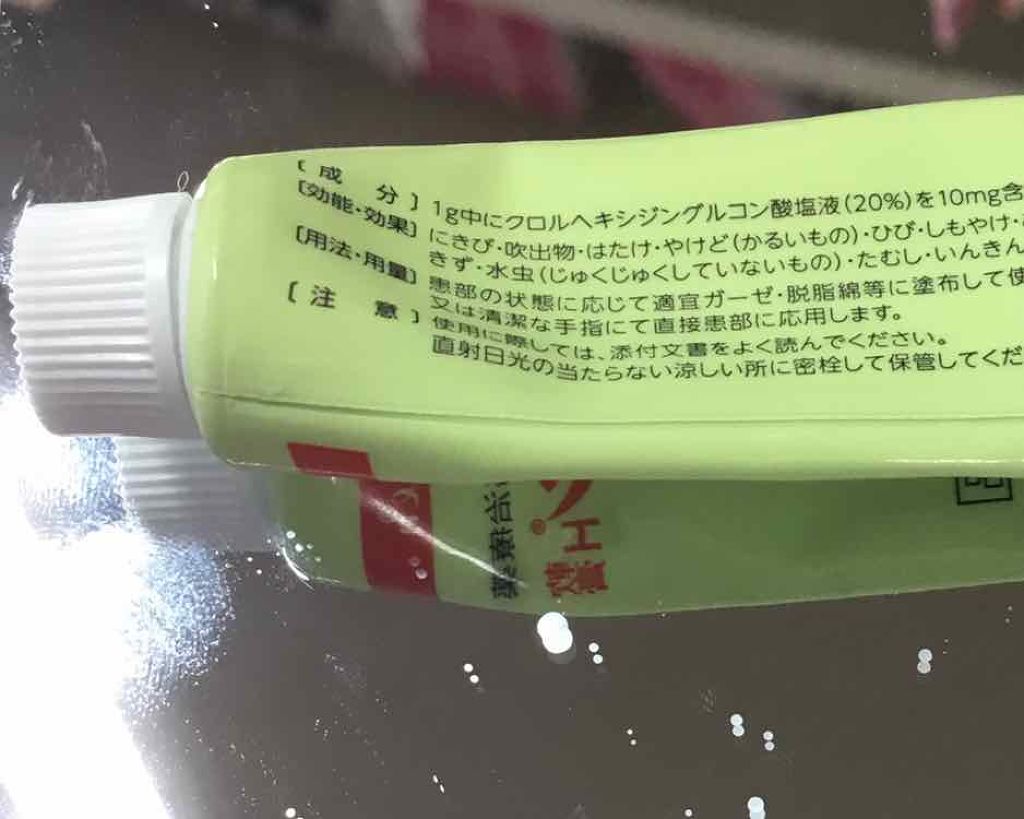 [成 分] 1g中にクロルヘキシジングルコン酸塩液(20%)を10mg含
[効能・効果] にきび・吹出物・はたけ・やけど(かるいもの)・ひび・しもやけ・
きず・水虫(じゅくじゅくしていないもの)・たむし・いんきん
[用法・用量] 患部の状態に応じて適宜ガーゼ・脱脂綿等に塗布して使
又は清潔な手指にて直接患部に応用します。
[注 意] 使用に際しては、添付文書をよく読んでください。
直射日光の当たらない涼しい所に密栓して保管してくだ